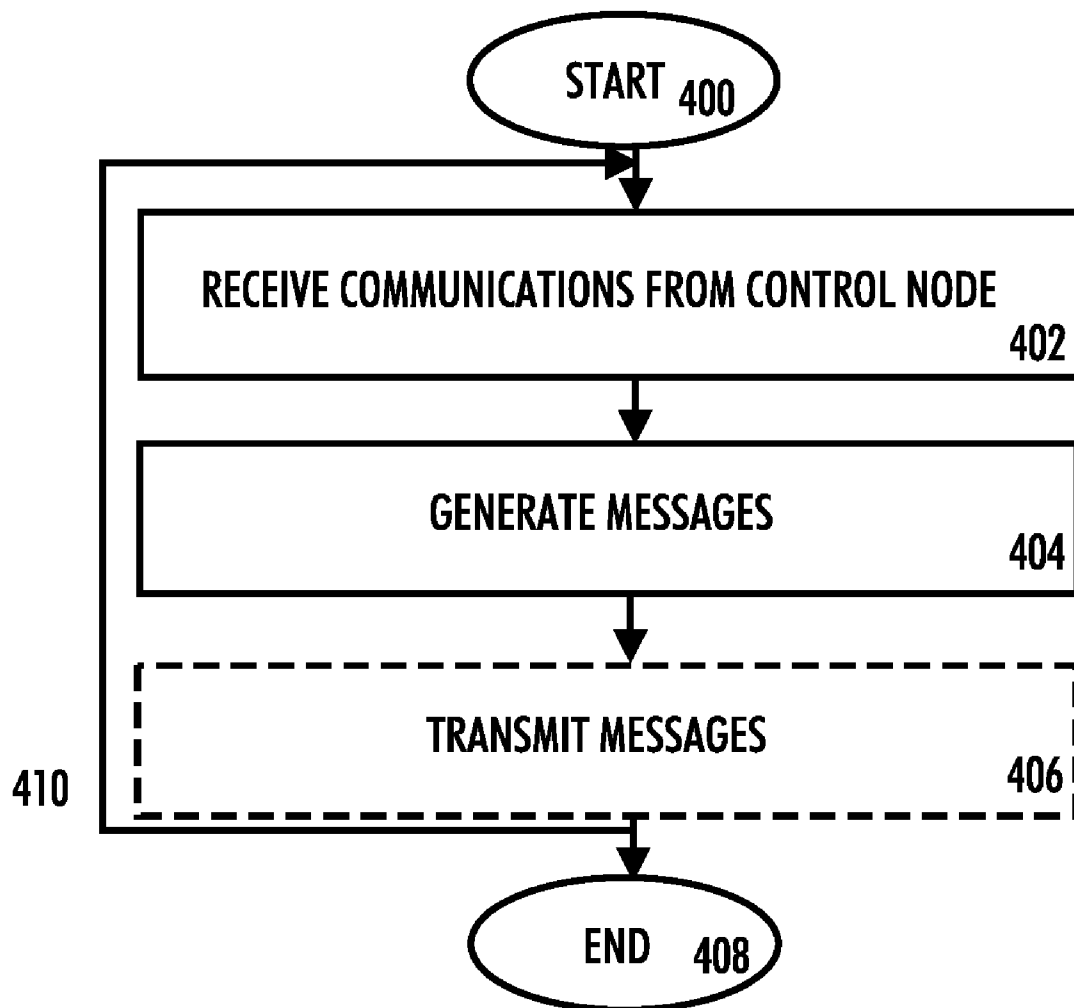 START 400
RECEIVE COMMUNICATIONS FROM CONTROL NODE
402
GENERATE MESSAGES
404
TRANSMIT MESSAGES
406
410
END 408